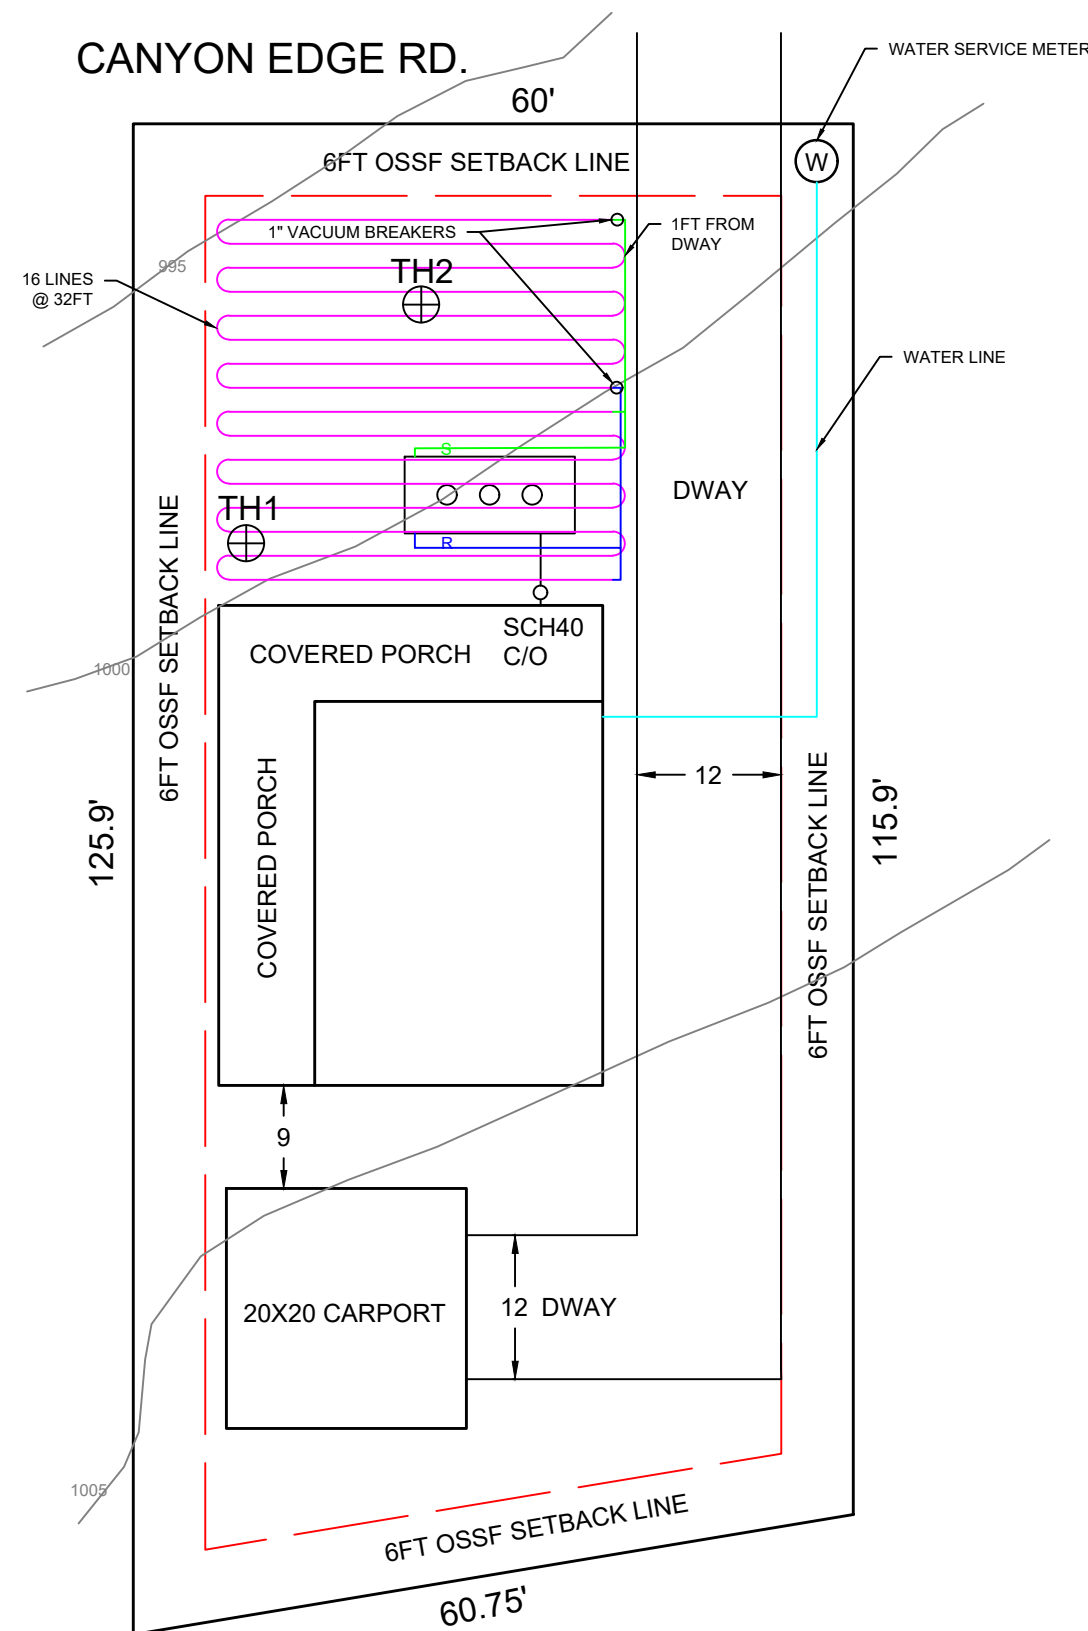 CANYON EDGE RD.
WATER SERVICE METER
60'
6FT OSSF SETBACK LINE
W
1" VACUUM BREAKERS
1FT FROM
DWAY
995
16 LINES
@ 32FT
TH2
WATER LINE
S
DWAY
TH1
R
6FT OSSF SETBACK LINE
SCH40
C/O
COVERED PORCH
1000
12
COVERED PORCH
125.9'
115.9'
6FT OSSF SETBACK LINE
9
20X20 CARPORT
12 DWAY
1005
6FT OSSF SETBACK LINE
60.75'